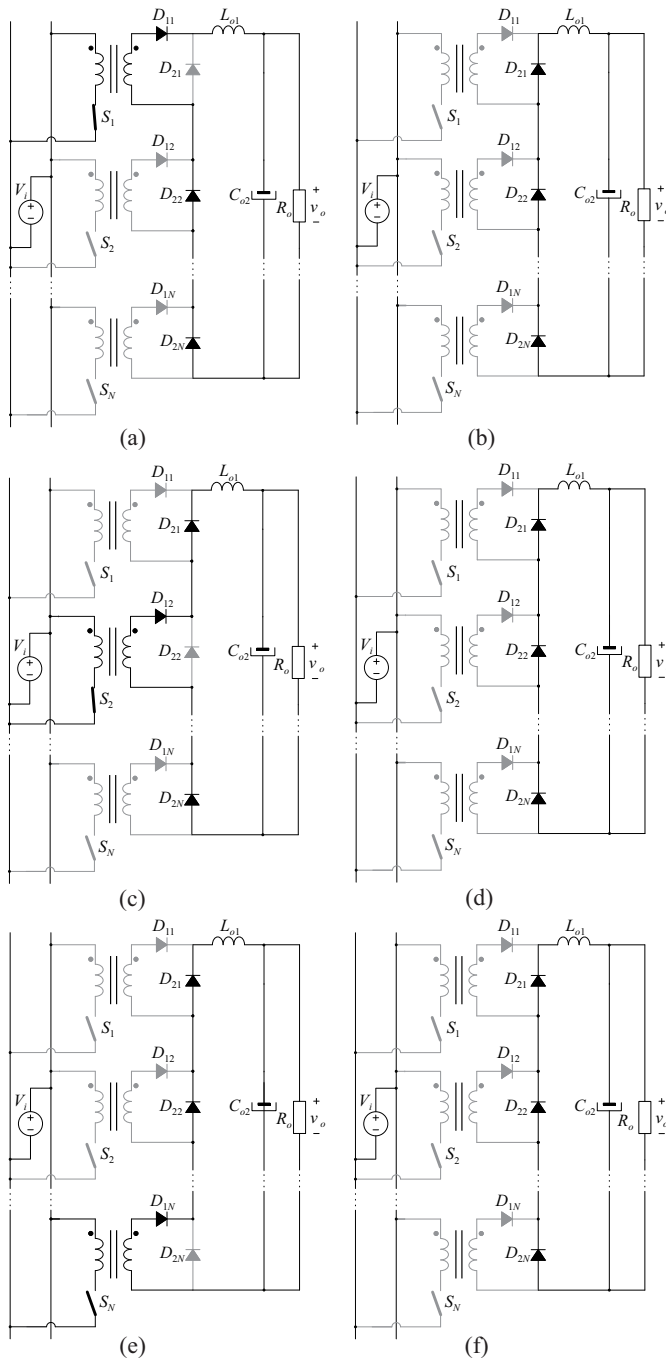 D11 Lo1
D21
S1
D12
Vi + − D22 Co2 Ro + vo −
S2
D1N
D2N
SN
(a)
D11 Lo1
D21
S1
D12
Vi + − D22 Co2 Ro + vo −
S2
D1N
D2N
SN
(b)
D11 Lo1
D21
S1
D12
Vi + − D22 Co2 Ro + vo −
S2
D1N
D2N
SN
(c)
D11 Lo1
D21
S1
D12
Vi + − D22 Co2 Ro + v −
S2
D1N
D2N
SN
(d)
D11 Lo1
D21
S1
D12
Vi + − D22 Co2 Ro + vo −
S2
D1N
D2N
SN
(e)
D11 Lo1
D21
S1
D12
Vi + − D22 Co2 Ro + vo −
S2
D1N
D2N
SN
(f)